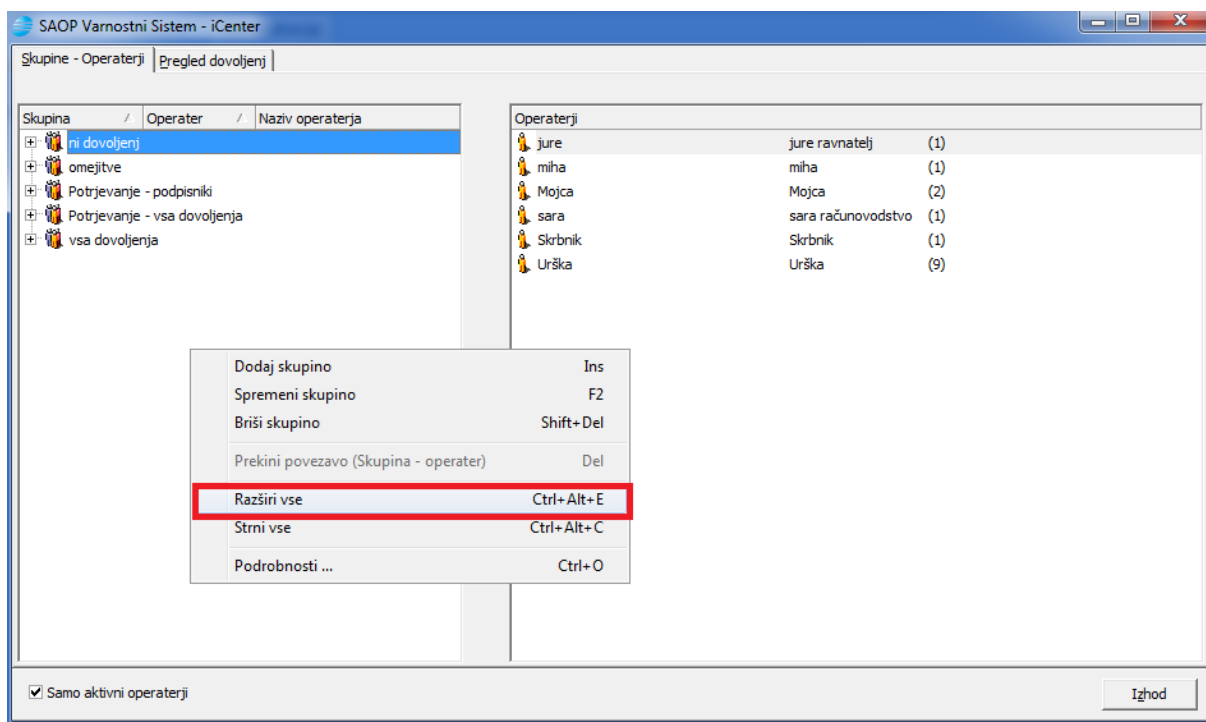 SAOP Varnostni Sistem - iCenter
Skupine - Operaterji Pregled dovoljenj
Skupina Operater Naziv operaterja
ni dovoljenj
omejitve
Potrjevanje - podpisniki
Potrjevanje - vsa dovoljenja
vsa dovoljenja
Operaterji
jure jure ravnatelj (1)
miha miha (1)
Mojca Mojca (2)
sara sara računovodstvo (1)
Skrbnik Skrbnik (1)
Urška Urška (9)
Dodaj skupino Ins
Spremeni skupino F2
Briši skupino Shift+Del
Prekini povezavo (Skupina - operater) Del
Razširi vse Ctrl+Alt+E
Strni vse Ctrl+Alt+C
Podrobnosti ... Ctrl+O
Samo aktivni operaterji
Izhod